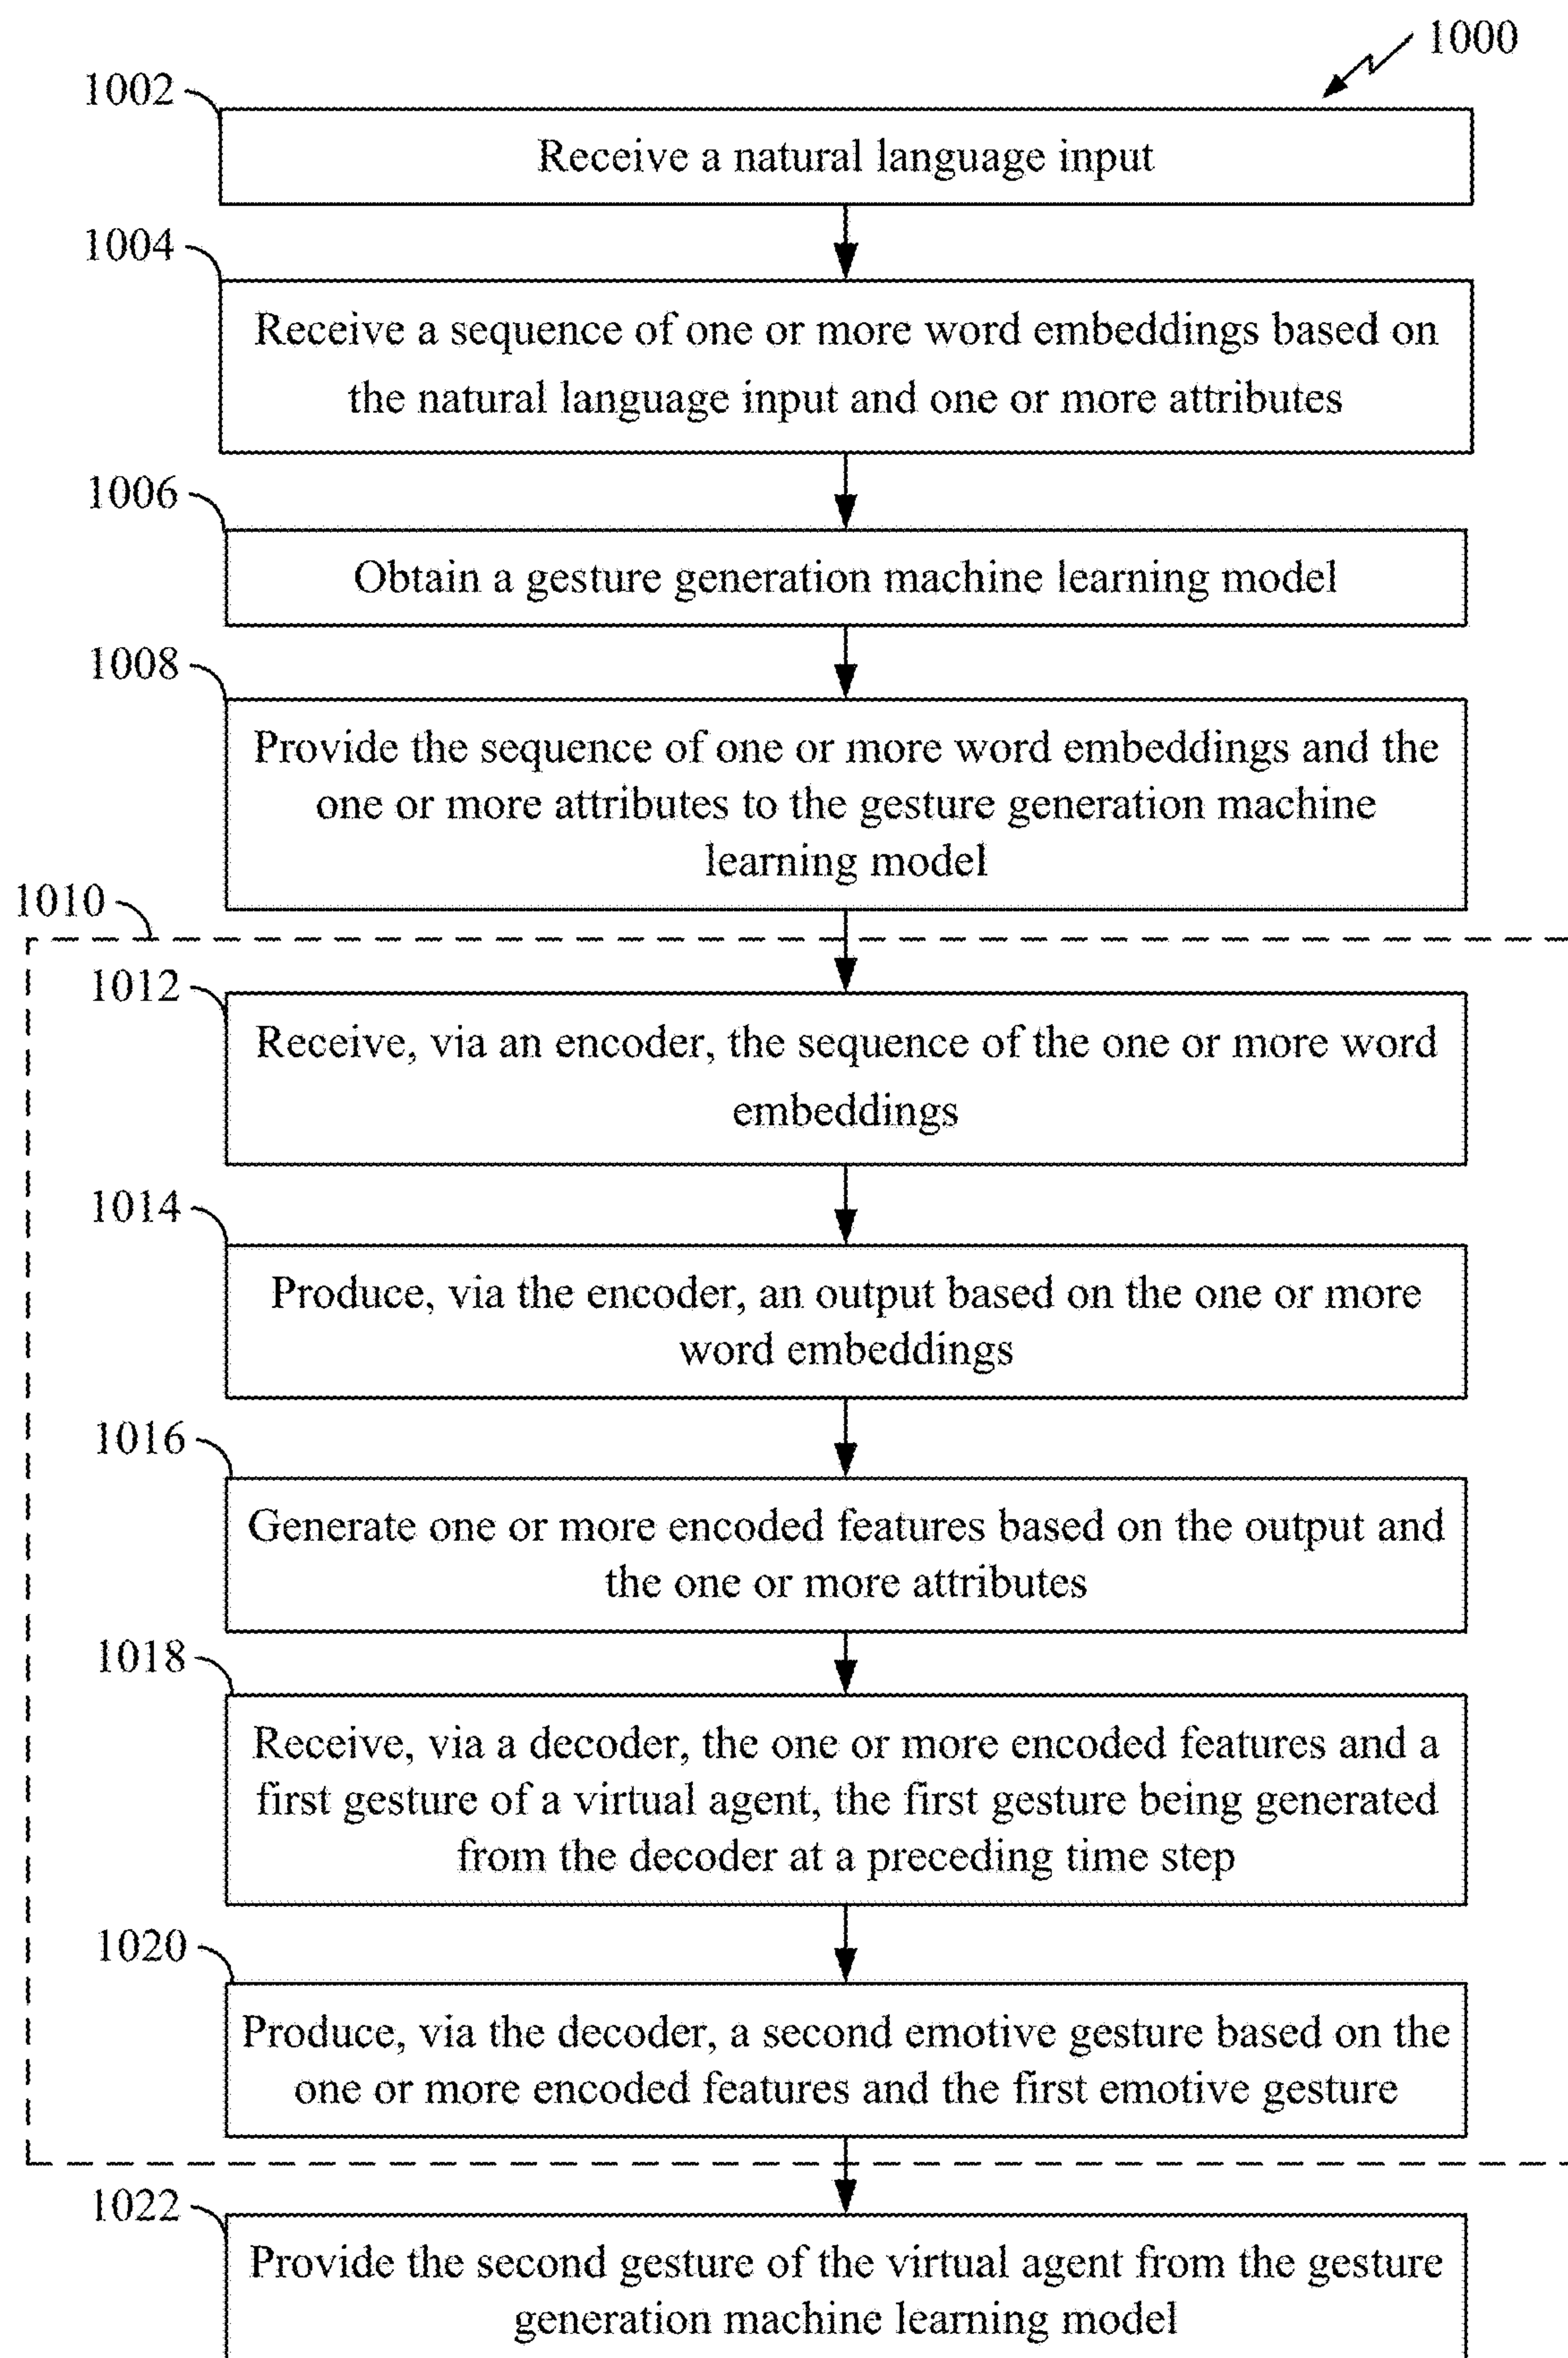 1000
1002
Receive a natural language input
1004
Receive a sequence of one or more word embeddings based on
the natural language input and one or more attributes
1006
Obtain a gesture generation machine learning model
1008
Provide the sequence of one or more word embeddings and the
one or more attributes to the gesture generation machine
learning model
1010
1012
Receive, via an encoder, the sequence of the one or more word
embeddings
1014
Produce, via the encoder, an output based on the one or more
word embeddings
1016
Generate one or more encoded features based on the output and
the one or more attributes
1018
Receive, via a decoder, the one or more encoded features and a
first gesture of a virtual agent, the first gesture being generated
from the decoder at a preceding time step
1020
Produce, via the decoder, a second emotive gesture based on the
one or more encoded features and the first emotive gesture
1022
Provide the second gesture of the virtual agent from the gesture
generation machine learning model